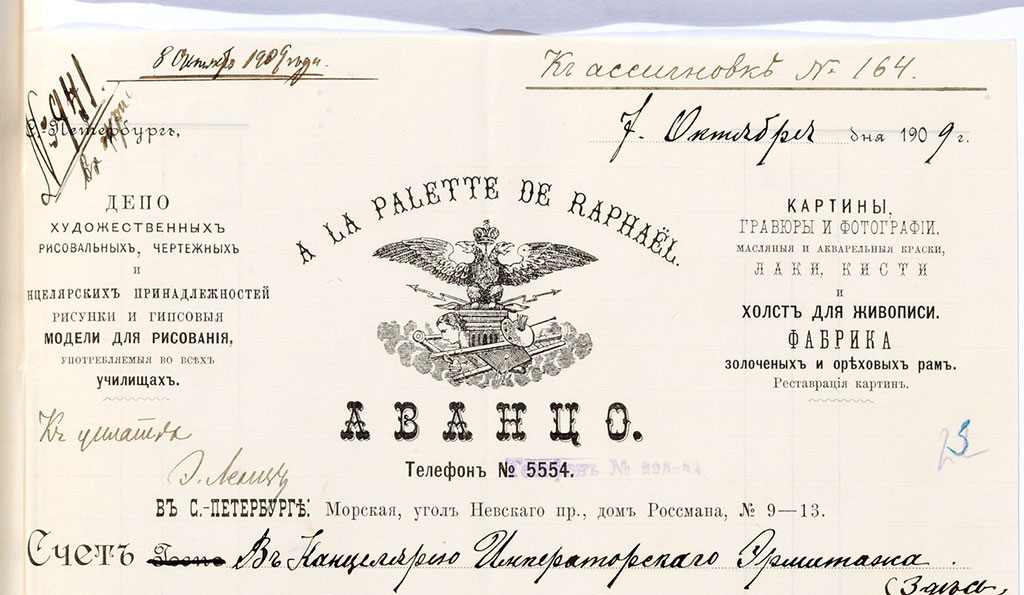 8 Октября 1909 года.
Къ ассигновкѣ № 164.
№ 941.
С.-Петербургъ,
7. Октября дня 1909 г.
ДЕПО
ХУДОЖЕСТВЕННЫХЪ
РИСОВАЛЬНЫХЪ, ЧЕРТЕЖНЫХЪ
И
НЦЕЛЯРСКИХЪ ПРИНАДЛЕЖНОСТЕЙ
РИСУНКИ И ГИПСОВЫЯ
МОДЕЛИ ДЛЯ РИСОВАНІЯ,
УПОТРЕБЛЯЕМЫЯ ВО ВСѢХЪ
УЧИЛИЩАХЪ.
A LA PALETTE DE RAPHAËL.
КАРТИНЫ,
ГРАВЮРЫ И ФОТОГРАФІИ.
МАСЛЯНЫЯ И АКВАРЕЛЬНЫЯ КРАСКИ,
ЛАКИ, КИСТИ
И
ХОЛСТЪ ДЛЯ ЖИВОПИСИ.
ФАБРИКА
ЗОЛОЧЕНЫХЪ И ОРѢХОВЫХЪ РАМЪ.
Реставрація картинъ.
АВАНЦО.
Къ уплатѣ
Телефонъ № 5554.
Телефонъ №
ВЪ С.-ПЕТЕРБУРГѢ: Морская, уголъ Невскаго пр., домъ Россмана, № 9—13.
Счетъ Въ Канцелярію Императорскаго Эрмитажа.
(Здѣсь,